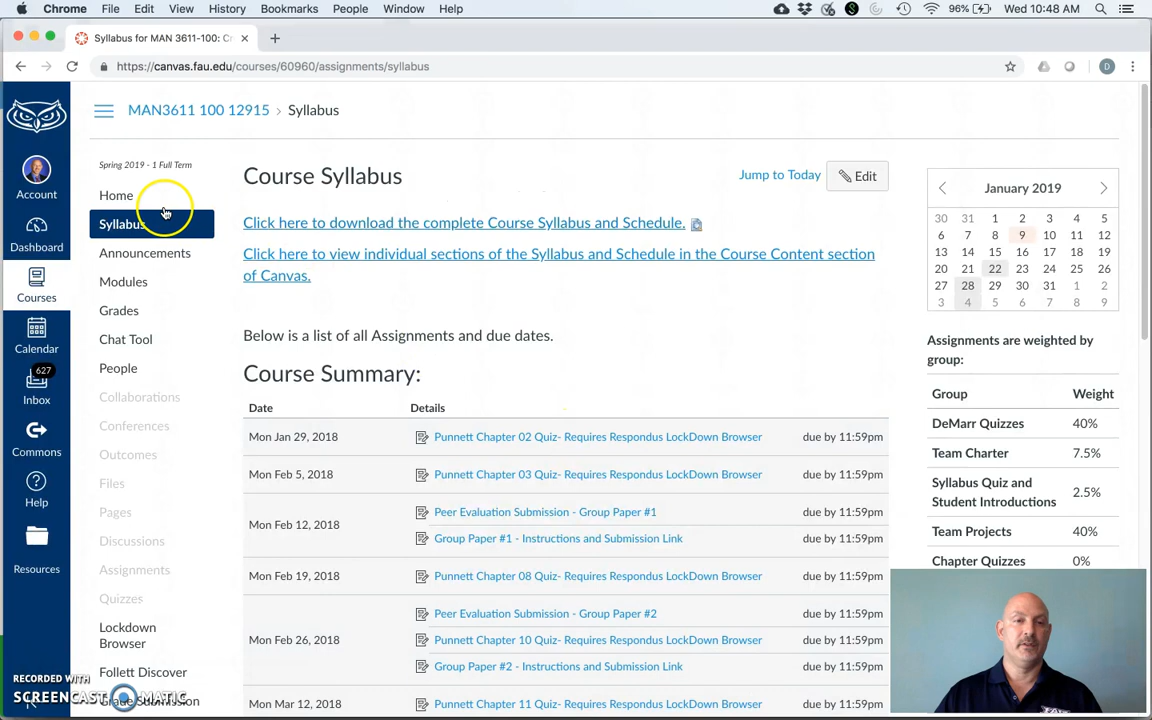 Chrome File Edit View History Bookmarks People Window Help 96% Wed 10:48 AM
Syllabus for MAN 3611-100: C
https://canvas.fau.edu/courses/60960/assignments/syllabus
D
MAN3611 100 12915 › Syllabus
Account
Dashboard
Courses
Calendar
627
Inbox
Commons
Help
Resources
Spring 2019 - 1 Full Term
Home
Syllabus
Announcements
Modules
Grades
Chat Tool
People
Collaborations
Conferences
Outcomes
Files
Pages
Discussions
Assignments
Quizzes
Lockdown
Browser
Follett Discover
Grade Submission
Course Syllabus
Jump to Today
Edit
Click here to download the complete Course Syllabus and Schedule.
Click here to view individual sections of the Syllabus and Schedule in the Course Content section
of Canvas.
Below is a list of all Assignments and due dates.
Course Summary:
Date Details
Mon Jan 29, 2018 Punnett Chapter 02 Quiz- Requires Respondus LockDown Browser due by 11:59pm
Mon Feb 5, 2018 Punnett Chapter 03 Quiz- Requires Respondus LockDown Browser due by 11:59pm
Mon Feb 12, 2018
Peer Evaluation Submission - Group Paper #1 due by 11:59pm
Group Paper #1 - Instructions and Submission Link due by 11:59pm
Mon Feb 19, 2018 Punnett Chapter 08 Quiz- Requires Respondus LockDown Browser due by 11:59pm
Mon Feb 26, 2018
Peer Evaluation Submission - Group Paper #2 due by 11:59pm
Punnett Chapter 10 Quiz- Requires Respondus LockDown Browser due by 11:59pm
Group Paper #2 - Instructions and Submission Link due by 11:59pm
Mon Mar 12, 2018 Punnett Chapter 11 Quiz- Requires Respondus LockDown Browser due by 11:59pm
January 2019
30 31 1 2 3 4 5
6 7 8 9 10 11 12
13 14 15 16 17 18 19
20 21 22 23 24 25 26
27 28 29 30 31 1 2
3 4 5 6 7 8 9
Assignments are weighted by
group:
Group Weight
DeMarr Quizzes 40%
Team Charter 7.5%
Syllabus Quiz and
Student Introductions 2.5%
Team Projects 40%
Chapter Quizzes 0%
RECORDED WITH
SCREENCAST MATIC